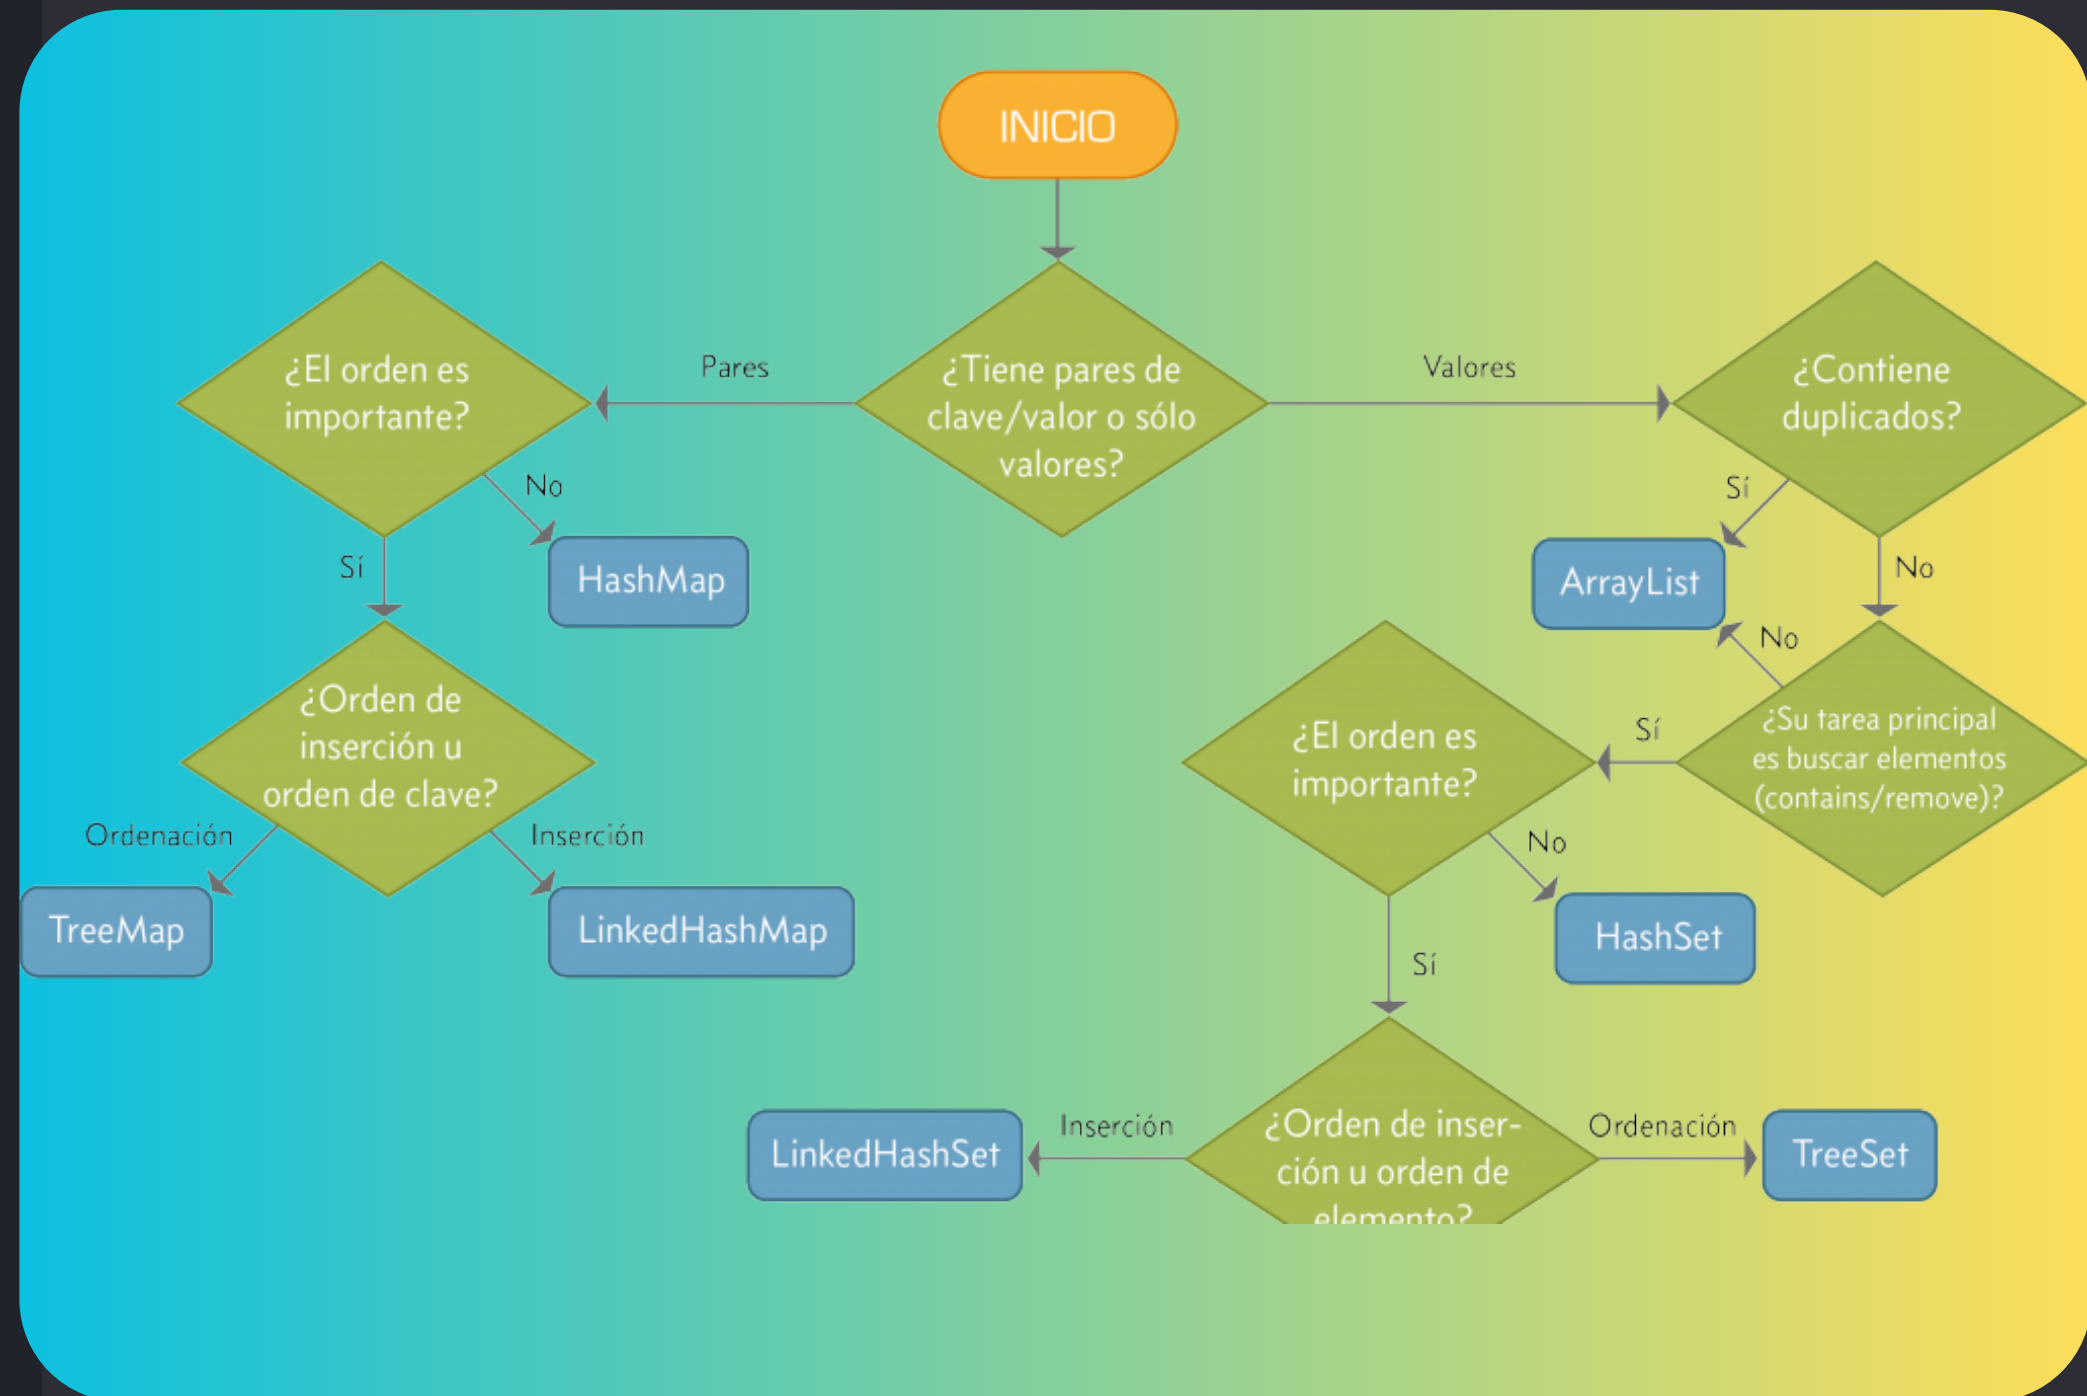 INICIO
¿El orden es
importante?
Pares
¿Tiene pares de
clave/valor o sólo
valores?
Valores
¿Contiene
duplicados?
No
Sí
HashMap
Sí
ArrayList
No
No
¿Orden de
inserción u
orden de clave?
¿El orden es
importante?
Sí
¿Su tarea principal
es buscar elementos
(contains/remove)?
Ordenación
Inserción
No
TreeMap
LinkedHashMap
HashSet
Sí
LinkedHashSet
Inserción
¿Orden de inser-
ción u orden de
elemento?
Ordenación
TreeSet